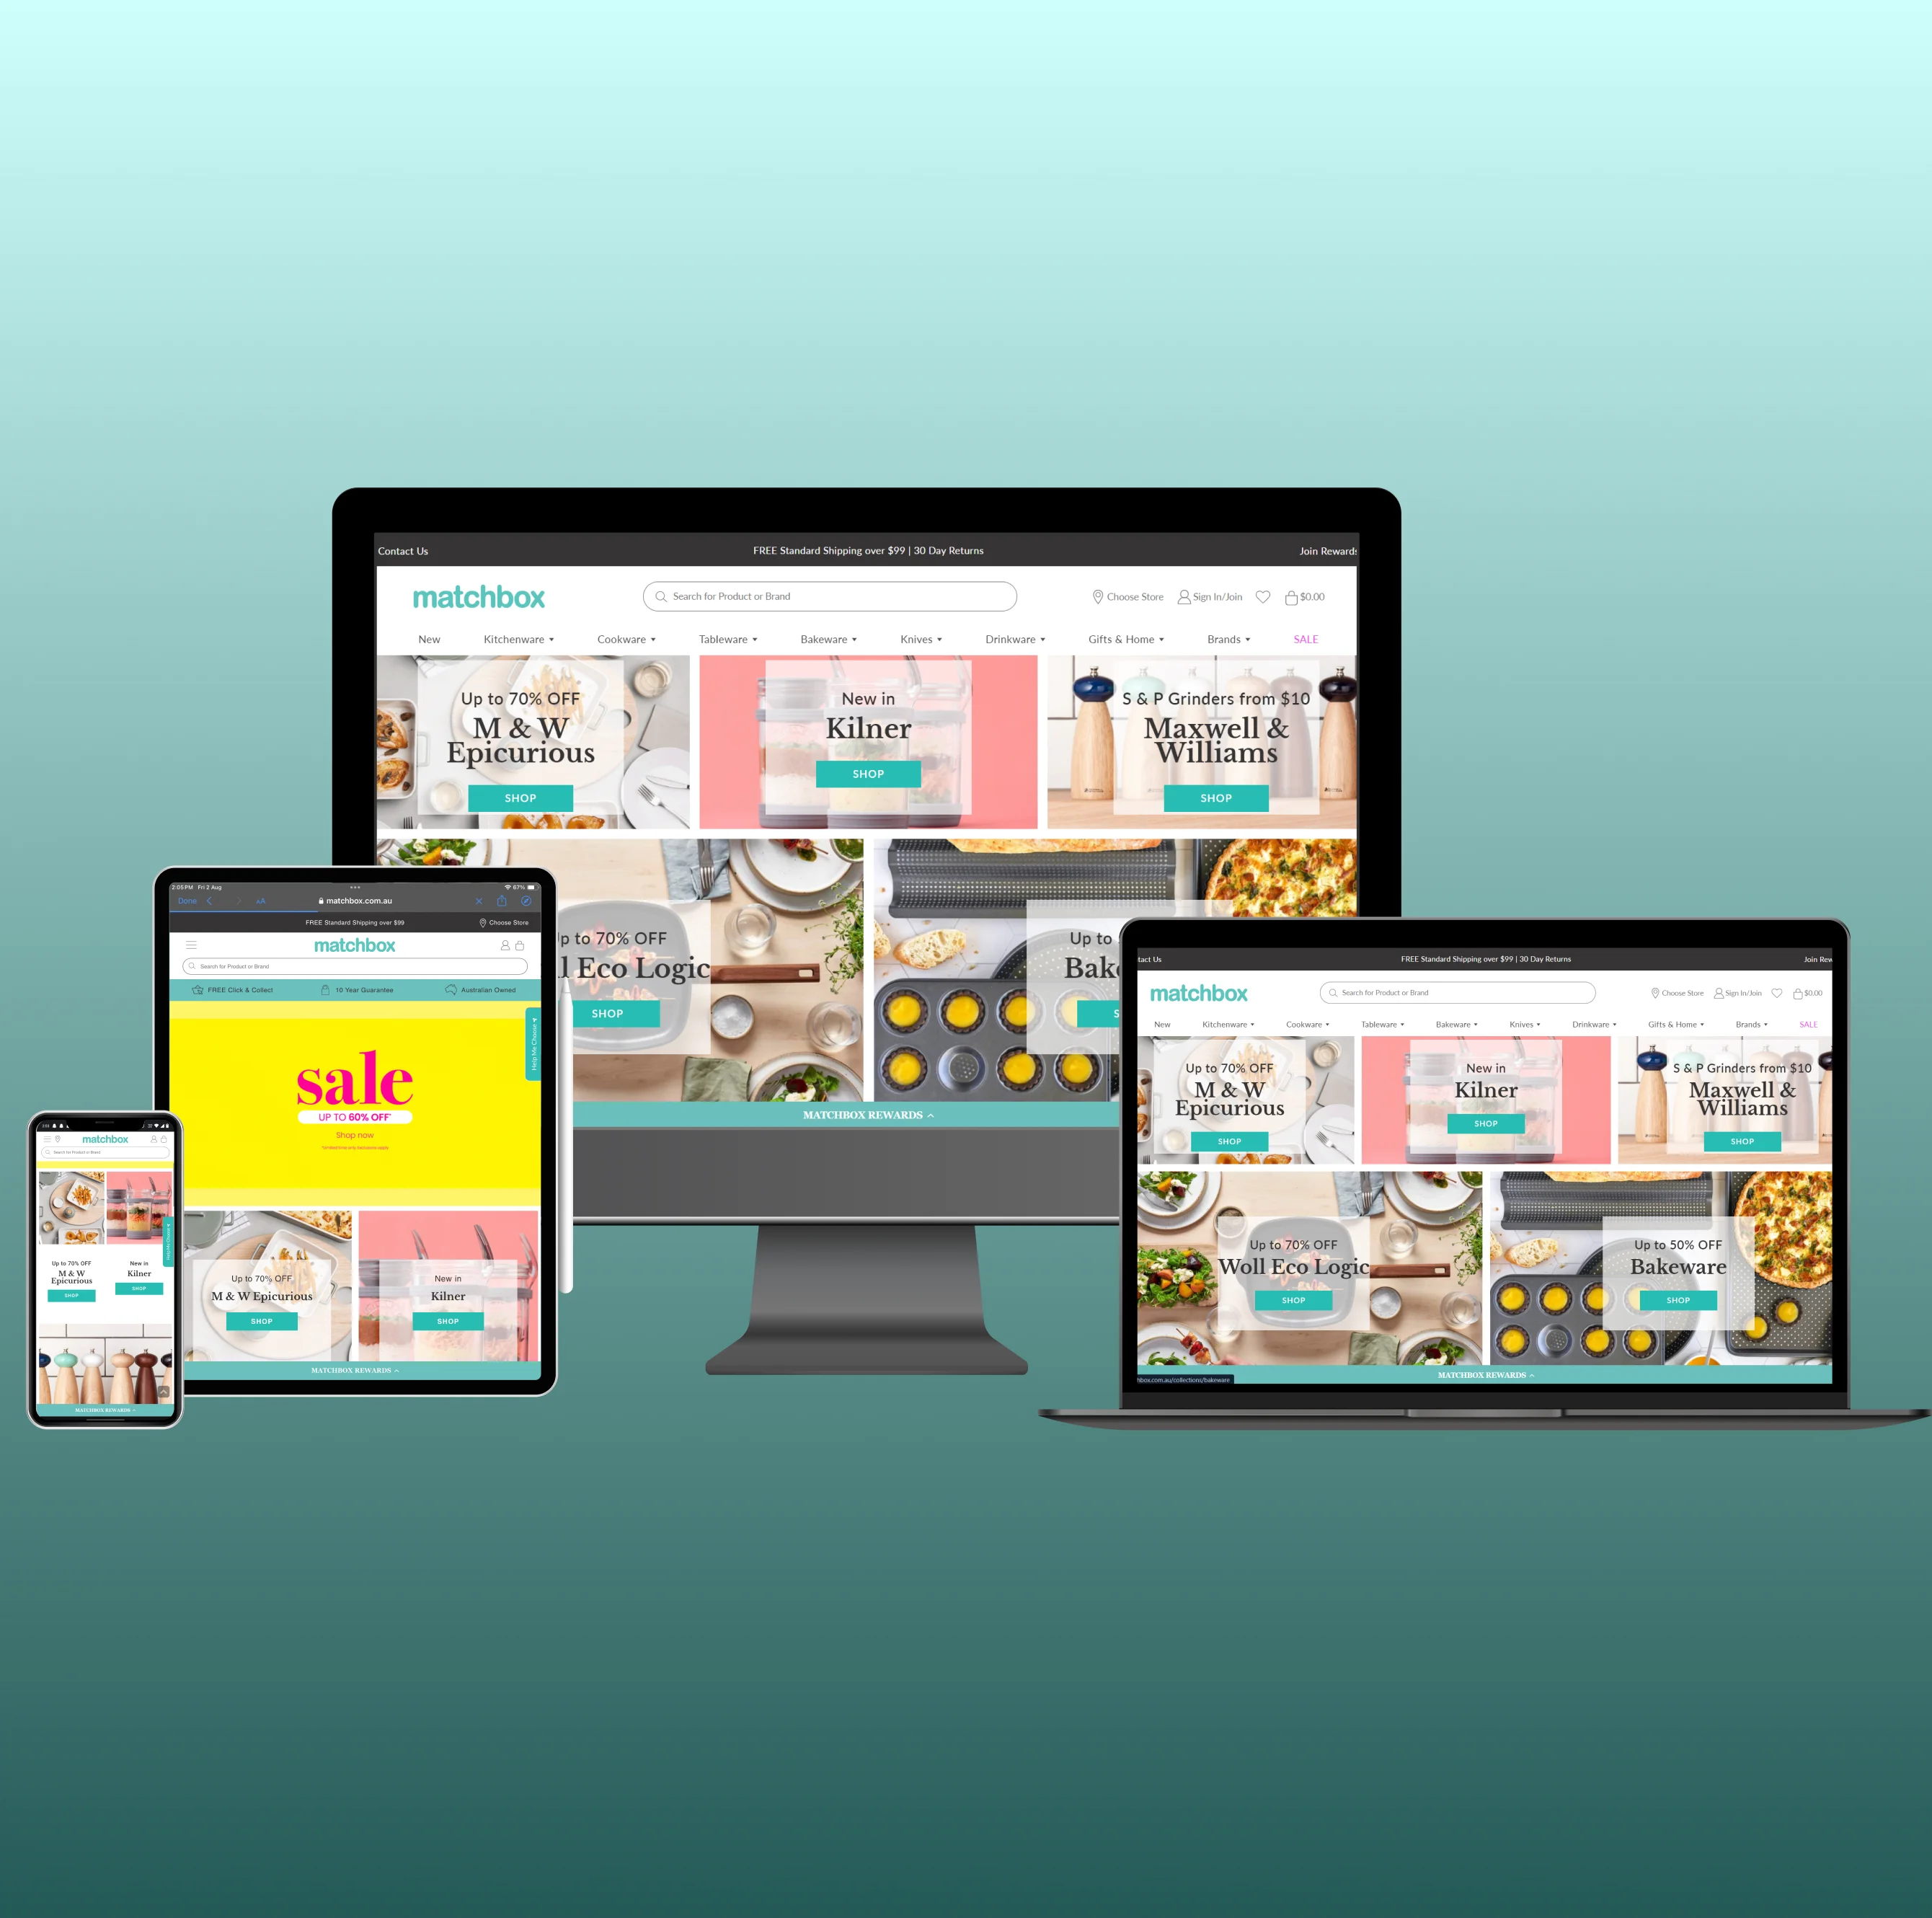 Contact Us
FREE Standard Shipping over $99 | 30 Day Returns
Join Rewards
matchbox
Search for Product or Brand
Choose Store
Sign In/Join
$0.00
New
Kitchenware
Cookware
Tableware
Bakeware
Knives
Drinkware
Gifts & Home
Brands
SALE
Up to 70% OFF
M & W
Epicurious
SHOP
New in
Kilner
SHOP
S & P Grinders from $10
Maxwell &
Williams
SHOP
p to 70% OFF
l Eco Logic
SHOP
Up to
Bak
S
MATCHBOX REWARDS
2:05 PM Fri 2 Aug
67%
Done
AA
matchbox.com.au
FREE Standard Shipping over $99
Choose Store
matchbox
Search for Product or Brand
FREE Click & Collect
10 Year Guarantee
Australian Owned
Help Me Choose
sale
UP TO 60% OFF*
Shop now
Up to 70% OFF
M & W Epicurious
SHOP
New in
Kilner
SHOP
MATCHBOX REWARDS
matchbox
Search for Product or Brand
Up to 70% OFF
M & W
Epicurious
SHOP
New in
Kilner
SHOP
MATCHBOX REWARDS
tact Us
FREE Standard Shipping over $99 | 30 Day Returns
Join Rew
matchbox
Search for Product or Brand
Choose Store
Sign In/Join
$0.00
New
Kitchenware
Cookware
Tableware
Bakeware
Knives
Drinkware
Gifts & Home
Brands
SALE
Up to 70% OFF
M & W
Epicurious
SHOP
New in
Kilner
SHOP
S & P Grinders from $10
Maxwell &
Williams
SHOP
Up to 70% OFF
Woll Eco Logic
SHOP
Up to 50% OFF
Bakeware
SHOP
MATCHBOX REWARDS
hbox.com.au/collections/bakeware